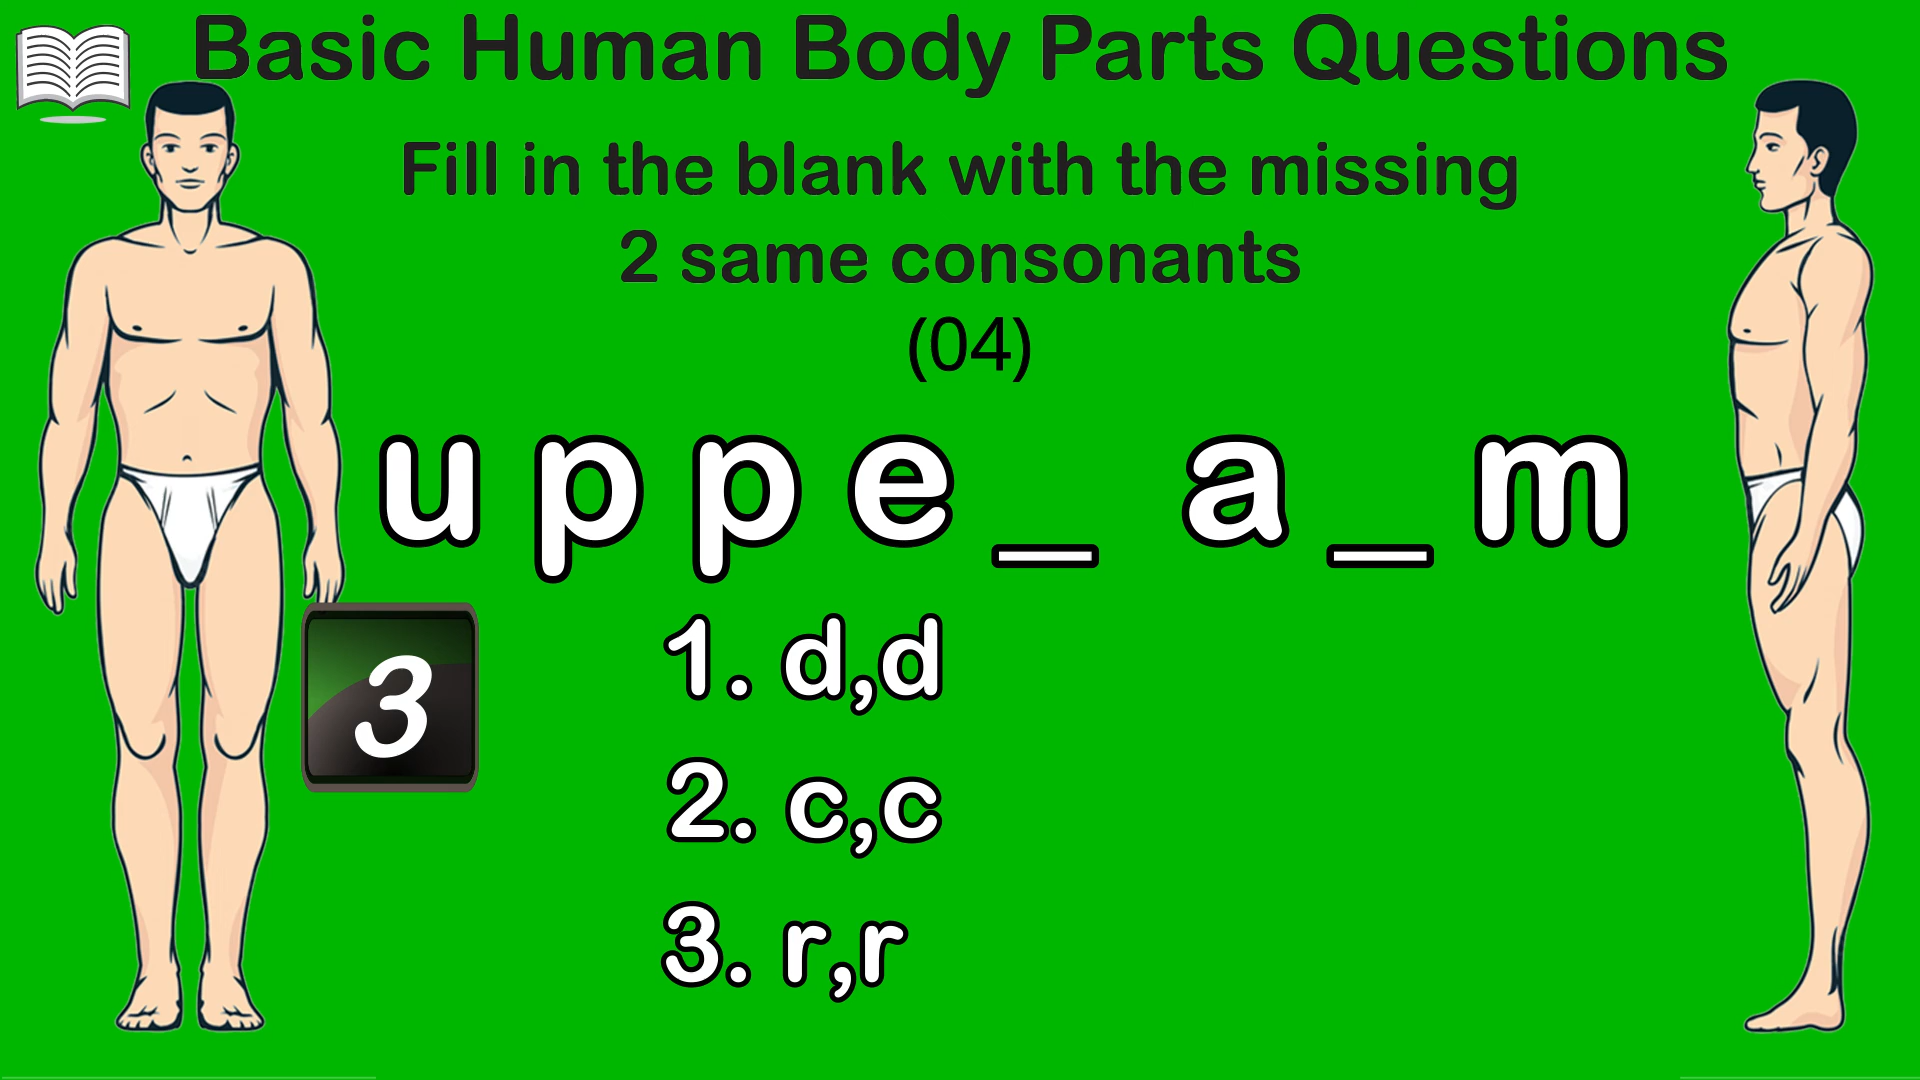 Basic Human Body Parts Questions
Fill in the blank with the missing
2 same consonants
(04)
u p p e _ a _ m
3
1. d,d
2. c,c
3. r,r